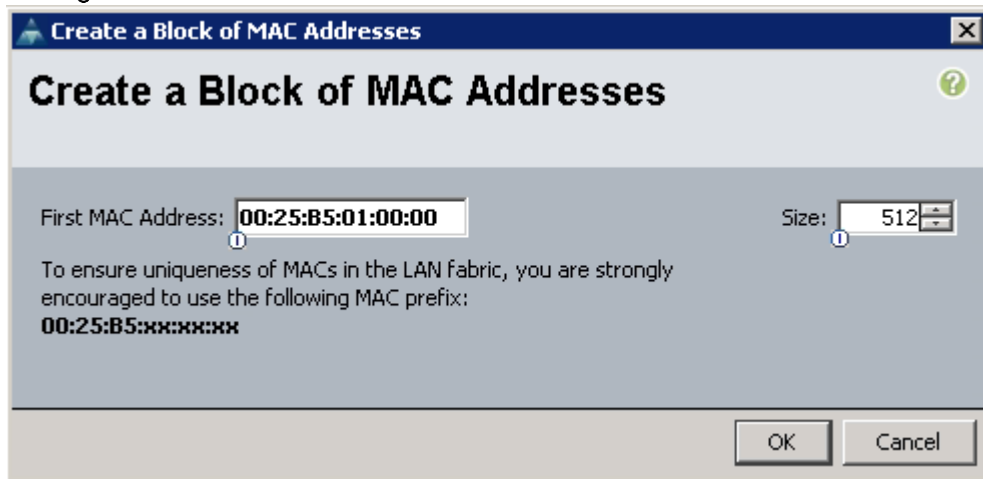 Create a Block of MAC Addresses
Create a Block of MAC Addresses
First MAC Address: 00:25:B5:01:00:00
Size: 512
To ensure uniqueness of MACs in the LAN fabric, you are strongly
encouraged to use the following MAC prefix:
00:25:B5:xx:xx:xx
OK Cancel